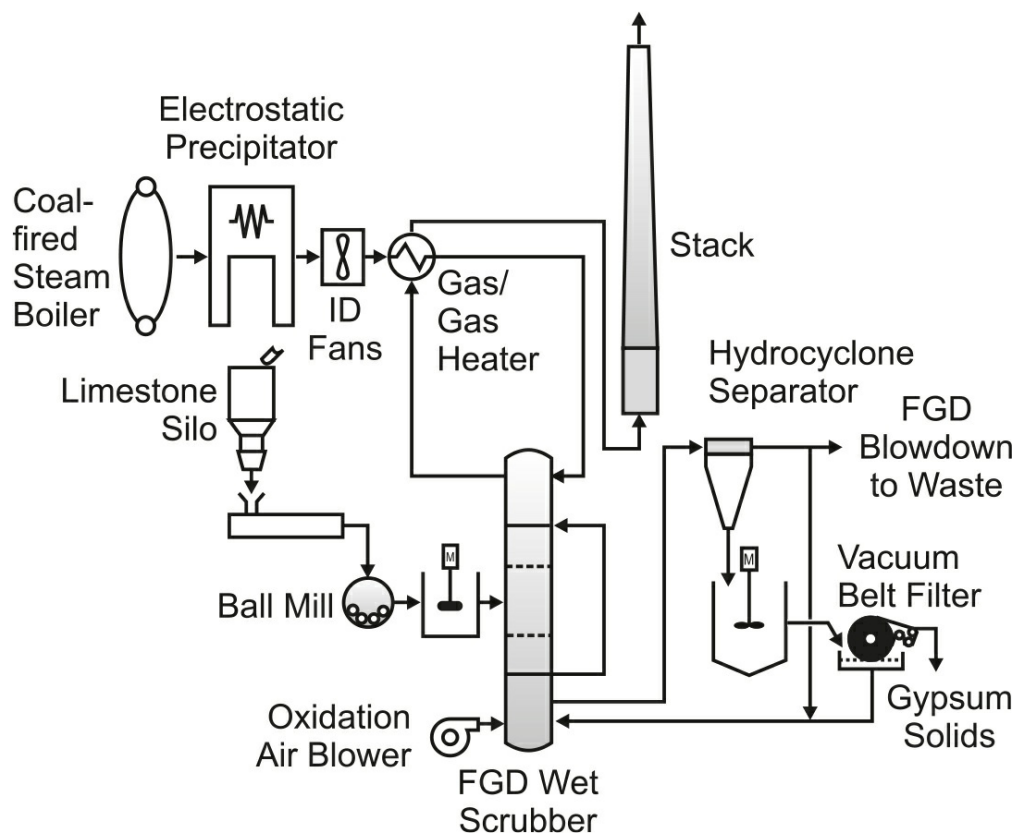 Electrostatic
Precipitator
Coal-
fired
Steam
Boiler
ID
Fans
Gas/
Gas
Heater
Stack
Limestone
Silo
Hydrocyclone
Separator
FGD
Blowdown
to Waste
M
M
Ball Mill
Vacuum
Belt Filter
Gypsum
Solids
Oxidation
Air Blower
FGD Wet
Scrubber